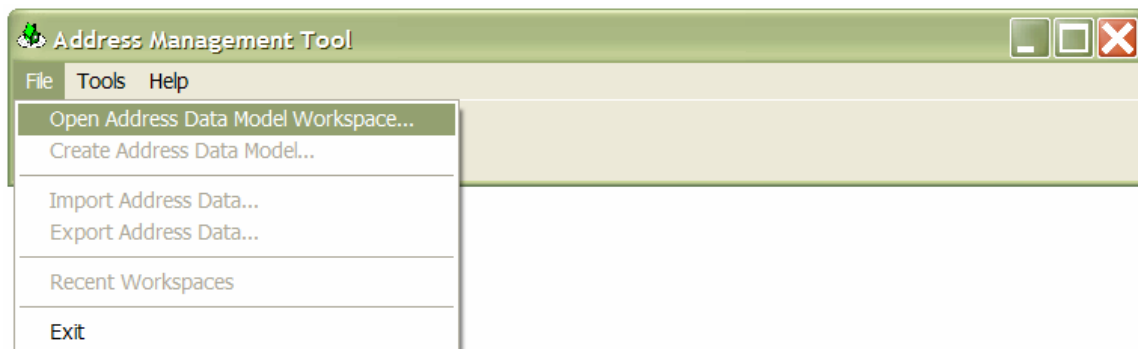 Address Management Tool
File Tools Help
Open Address Data Model Workspace...
Create Address Data Model...
Import Address Data...
Export Address Data...
Recent Workspaces
Exit